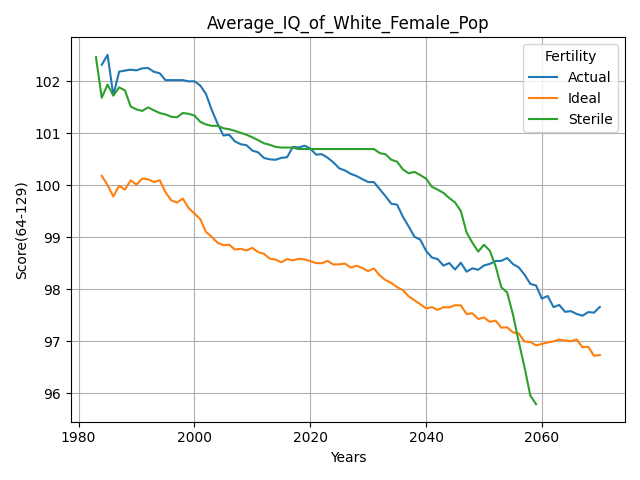 Average_IQ_of_White_Female_Pop
Score(64-129)
102
101
100
99
98
97
96
Fertility
Actual
Ideal
Sterile
1980
2000
2020
2040
2060
Years